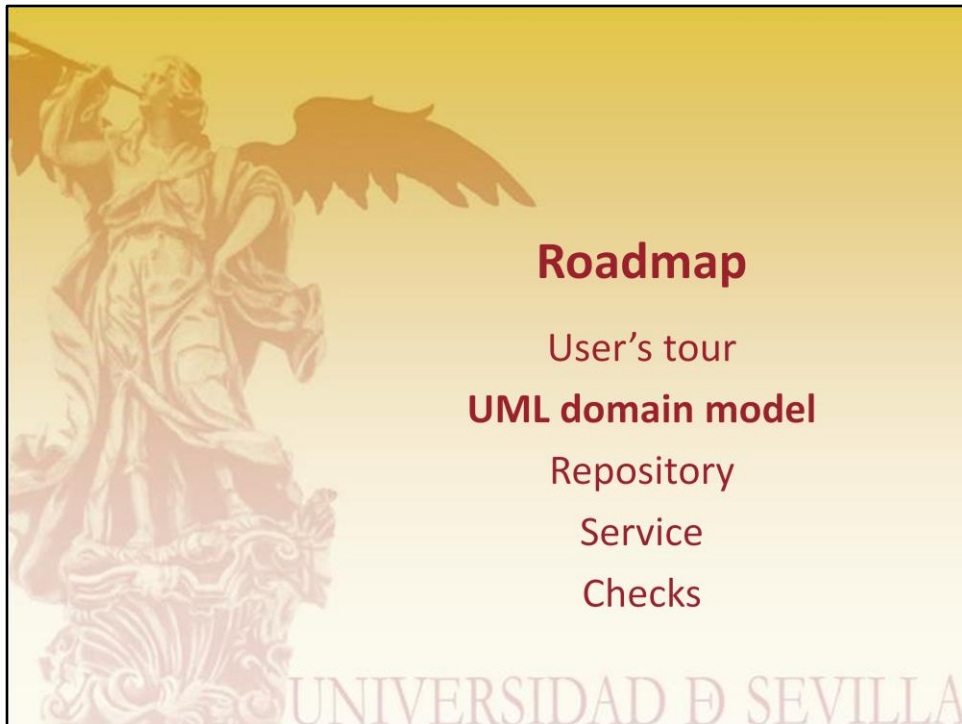 Roadmap
User’s tour
UML domain model
Repository
Service
Checks
UNIVERSIDAD Ð SEVILLA